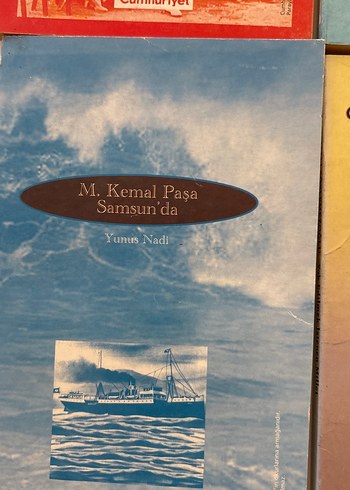 Cumhuriyet
M. Kemal Paşa
Samsun'da
Yunus Nadi